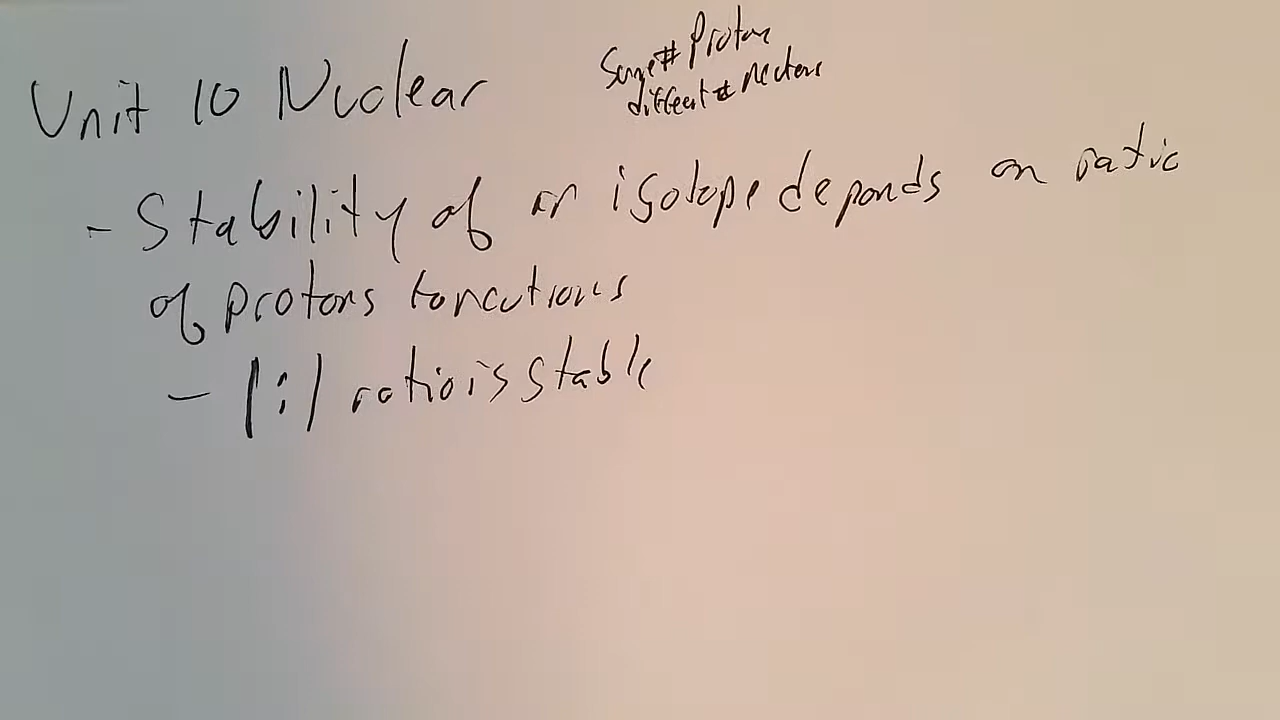 Unit 10 Nuclear
Same # Proton
different # neutrons
- Stability of an isotope depends on ratio
of protons to neutrons
- 1:1 ratio is stable